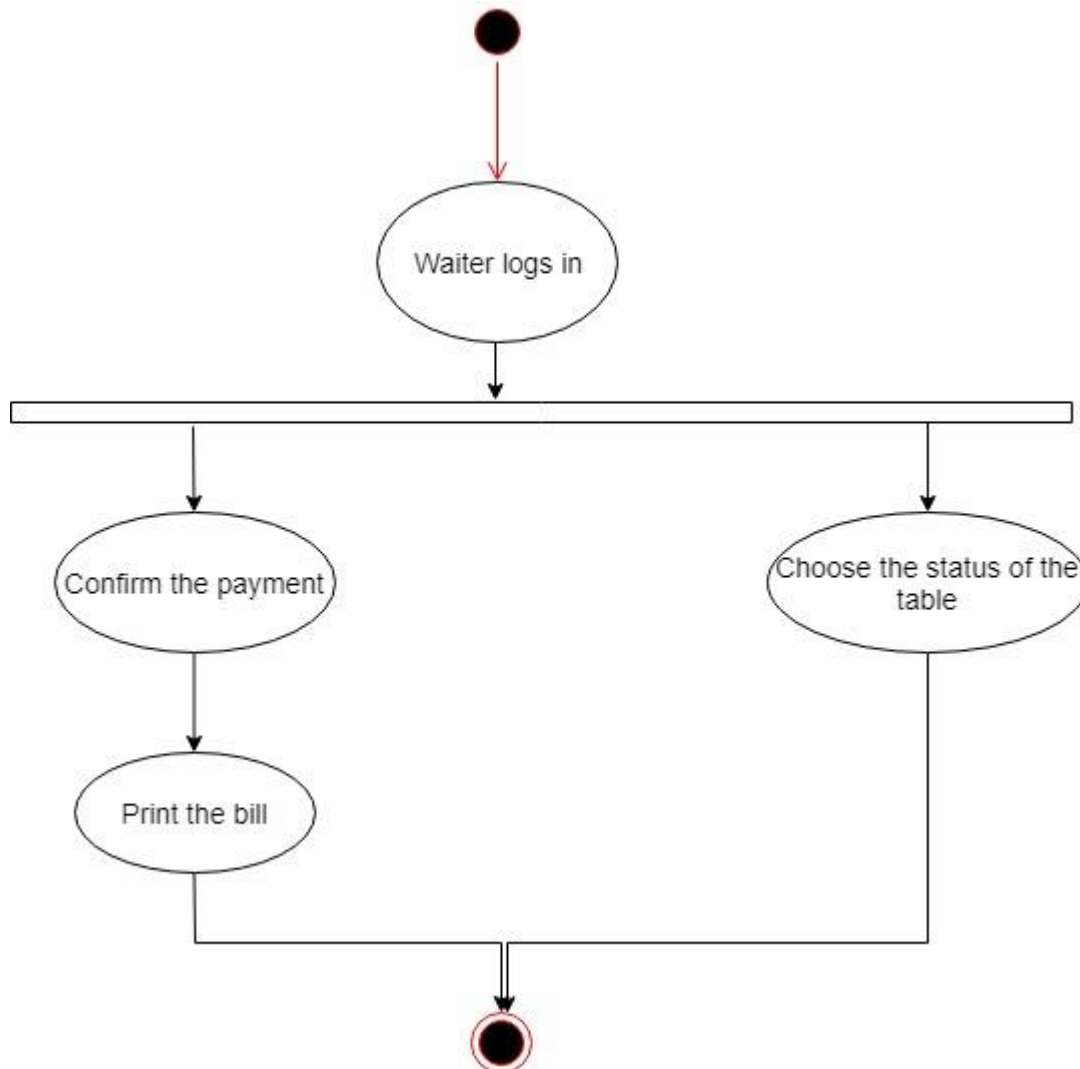 Waiter logs in
Confirm the payment
Choose the status of the
table
Print the bill